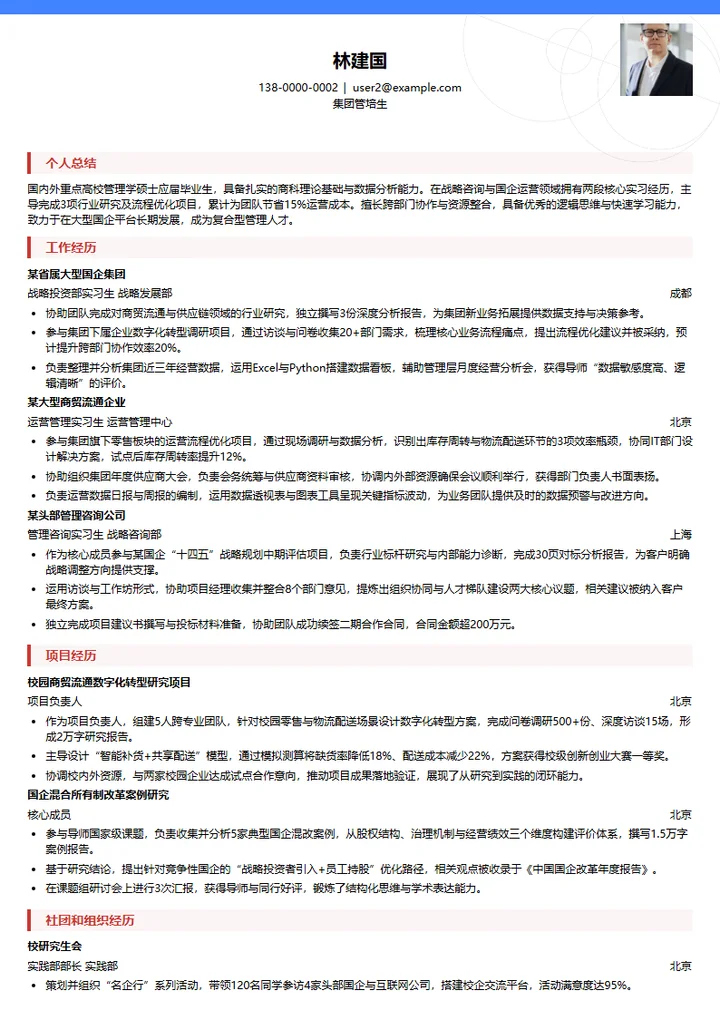 林建国
138-0000-0002 | user2@example.com
集团管培生
个人总结
国内外重点高校管理学硕士应届毕业生，具备扎实的商科理论基础与数据分析能力。在战略咨询与国企运营领域拥有两段核心实习经历，主
导完成3项行业研究及流程优化项目，累计为团队节省15%运营成本。擅长跨部门协作与资源整合，具备优秀的逻辑思维与快速学习能力，
致力于在大型国企平台长期发展，成为复合型管理人才。
工作经历
某省属大型国企集团
战略投资部实习生 战略发展部 成都
• 协助团队完成对商贸流通与供应链领域的行业研究，独立撰写3份深度分析报告，为集团新业务拓展提供数据支持与决策参考。
• 参与集团下属企业数字化转型调研项目，通过访谈与问卷收集20+部门需求，梳理核心业务流程痛点，提出流程优化建议并被采纳，预
计提升跨部门协作效率20%。
• 负责整理并分析集团近三年经营数据，运用Excel与Python搭建数据看板，辅助管理层月度经营分析会，获得导师“数据敏感度高、逻
辑清晰”的评价。
某大型商贸流通企业
运营管理实习生 运营管理中心 北京
• 参与集团旗下零售板块的运营流程优化项目，通过现场调研与数据分析，识别出库存周转与物流配送环节的3项效率瓶颈，协同IT部门设
计解决方案，试点后库存周转率提升12%。
• 协助组织集团年度供应商大会，负责会务统筹与供应商资料审核，协调内外部资源确保会议顺利举行，获得部门负责人书面表扬。
• 负责运营数据日报与周报的编制，运用数据透视表与图表工具呈现关键指标波动，为业务团队提供及时的数据预警与改进方向。
某头部管理咨询公司
管理咨询实习生 战略咨询部 上海
• 作为核心成员参与某国企“十四五”战略规划中期评估项目，负责行业标杆研究与内部能力诊断，完成30页对标分析报告，为客户明确
战略调整方向提供支撑。
• 运用访谈与工作坊形式，协助项目经理收集并整合8个部门意见，提炼出组织协同与人才梯队建设两大核心议题，相关建议被纳入客户
最终方案。
• 独立完成项目建议书撰写与投标材料准备，协助团队成功续签二期合作合同，合同金额超200万元。
项目经历
校园商贸流通数字化转型研究项目
项目负责人 北京
• 作为项目负责人，组建5人跨专业团队，针对校园零售与物流配送场景设计数字化转型方案，完成问卷调研500+份、深度访谈15场，形
成2万字研究报告。
• 主导设计“智能补货+共享配送”模型，通过模拟测算将缺货率降低18%、配送成本减少22%，方案获得校级创新创业大赛一等奖。
• 协调校内外资源，与两家校园企业达成试点合作意向，推动项目成果落地验证，展现了从研究到实践的闭环能力。
国企混合所有制改革案例研究
核心成员 北京
• 参与导师国家级课题，负责收集并分析5家典型国企混改案例，从股权结构、治理机制与经营绩效三个维度构建评价体系，撰写1.5万字
案例报告。
• 基于研究结论，提出针对竞争性国企的“战略投资者引入+员工持股”优化路径，相关观点被收录于《中国国企改革年度报告》。
• 在课题组研讨会上进行3次汇报，获得导师与同行好评，锻炼了结构化思维与学术表达能力。
社团和组织经历
校研究生会
实践部部长 实践部 北京
• 策划并组织“名企行”系列活动，带领120名同学参访4家头部国企与互联网公司，搭建校企交流平台，活动满意度达95%。